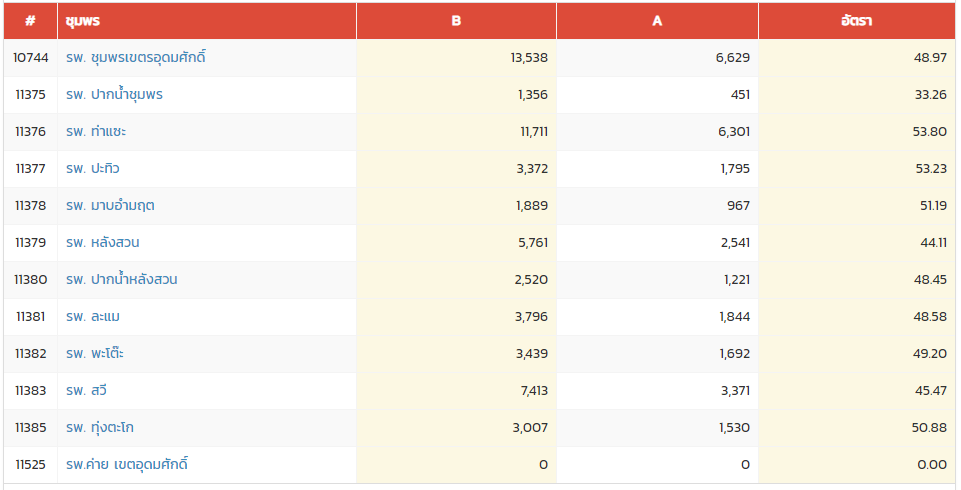 # ชุมพร B A อัตรา
10744 รพ. ชุมพรเขตรอุดมศักดิ์ 13,538 6,629 48.97
11375 รพ. ปากน้ำชุมพร 1,356 451 33.26
11376 รพ. ท่าแซะ 11,711 6,301 53.80
11377 รพ. ปะทิว 3,372 1,795 53.23
11378 รพ. มาบอำมฤต 1,889 967 51.19
11379 รพ. หลังสวน 5,761 2,541 44.11
11380 รพ. ปากน้ำหลังสวน 2,520 1,221 48.45
11381 รพ. ละแม 3,796 1,844 48.58
11382 รพ. พะโต๊ะ 3,439 1,692 49.20
11383 รพ. สวี 7,413 3,371 45.47
11385 รพ. ทุ่งตะโก 3,007 1,530 50.88
11525 รพ.ค่าย เขตอุดมศักดิ์ 0 0 0.00